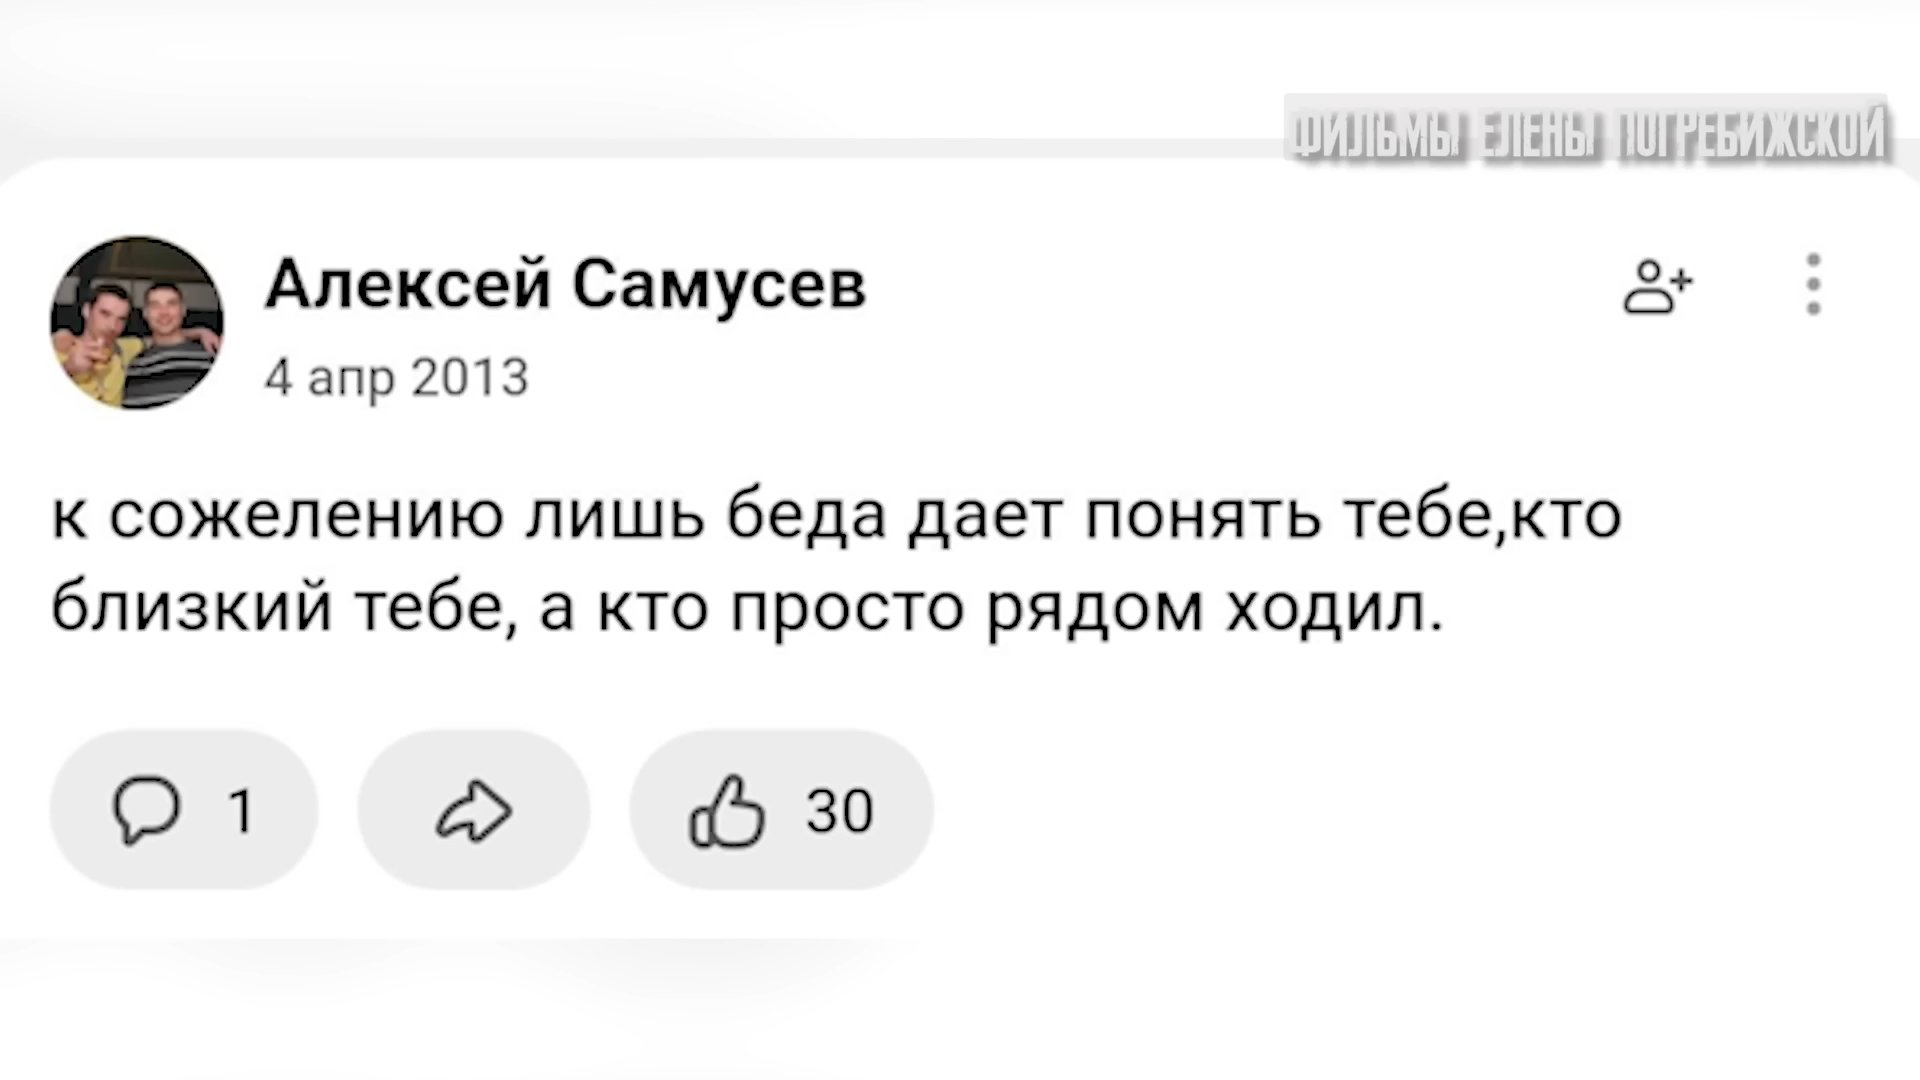 ФИЛЬМЫ ЕЛЕНЫ ПОГРЕБИЖСКОЙ
Алексей Самусев
4 апр 2013
к сожелению лишь беда дает понять тебе,кто
близкий тебе, а кто просто рядом ходил.
1
30